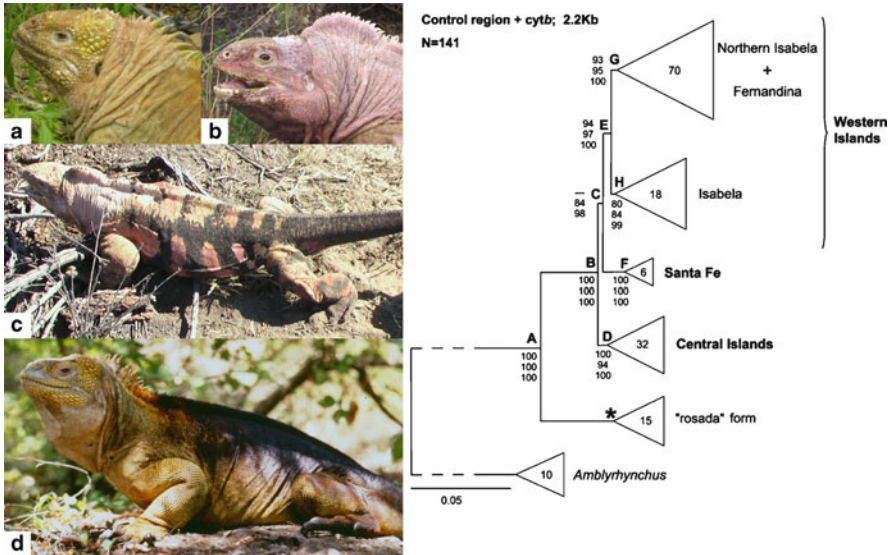 a
b
c
d
Control region + cytb; 2.2Kb
N=141
G
93
95
100
70
Northern Isabela
+
Fernandina
Western
Islands
E
94
97
100
C
---
84
98
H
80
84
99
18
Isabela
B
100
100
100
F
100
100
100
6
Santa Fe
A
100
100
100
D
100
94
100
32
Central Islands
*
15
"rosada" form
10
Amblyrhynchus
0.05